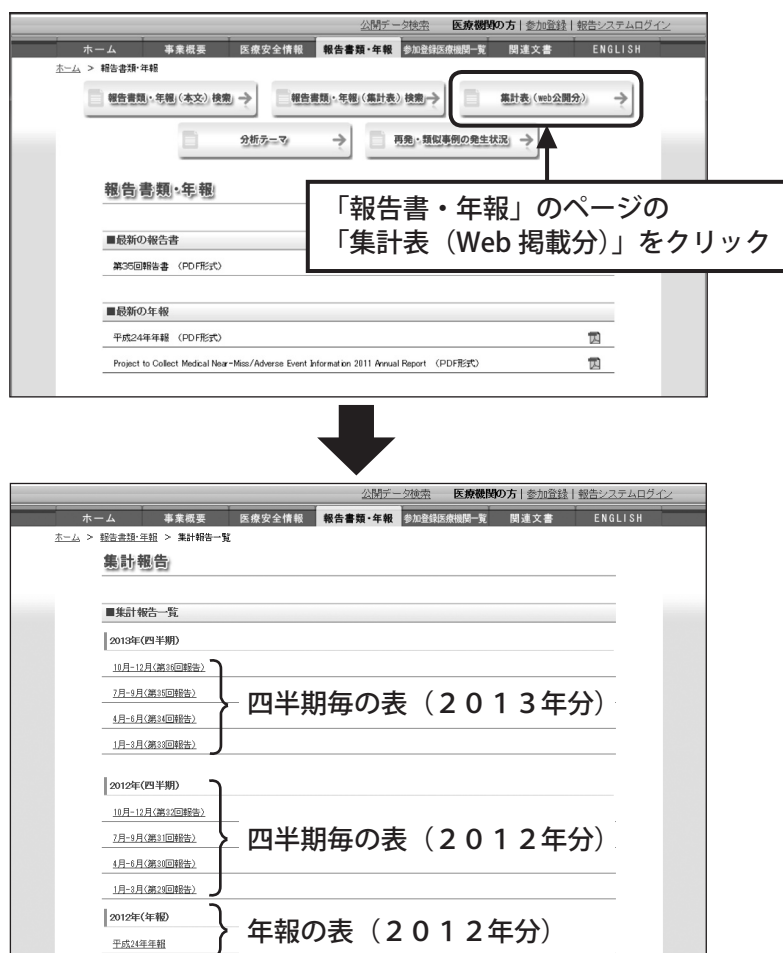 公開データ検索 医療機関の方 | 参加登録 | 報告システムログイン
ホーム 事業概要 医療安全情報 報告書類・年報 参加登録医療機関一覧 関連文書 ENGLISH
ホーム > 報告書類・年報
報告書類・年報(本文)検索 報告書類・年報(集計表)検索 集計表(web公開分)
分析テーマ 再発・類似事例の発生状況
報告書類・年報
「報告書・年報」のページの
「集計表(Web 掲載分)」をクリック
■最新の報告書
第35回報告書 (PDF形式)
■最新の年報
平成24年年報 (PDF形式)
Project to Collect Medical Near-Miss/Adverse Event Information 2011 Annual Report (PDF形式)
公開データ検索 医療機関の方 | 参加登録 | 報告システムログイン
ホーム 事業概要 医療安全情報 報告書類・年報 参加登録医療機関一覧 関連文書 ENGLISH
ホーム > 報告書類・年報 > 集計報告一覧
集計報告
■集計報告一覧
2013年(四半期)
10月-12月(第36回報告)
7月-9月(第35回報告)
4月-6月(第34回報告)
1月-3月(第33回報告)
四半期毎の表(2013年分)
2012年(四半期)
10月-12月(第32回報告)
7月-9月(第31回報告)
4月-6月(第30回報告)
1月-3月(第29回報告)
四半期毎の表(2012年分)
2012年(年報)
平成24年年報
年報の表(2012年分)